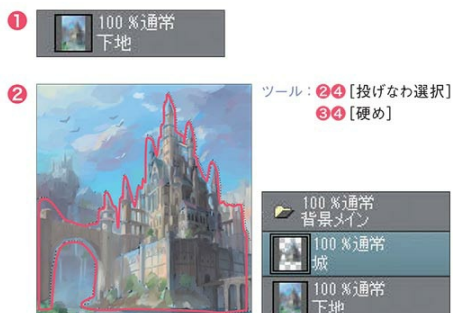 ❶
100 %通常
下地
❷
ツール：❷❹[投げなわ選択]
❸❹[硬め]
100 %通常
背景メイン
100 %通常
城
100 %通常
下地